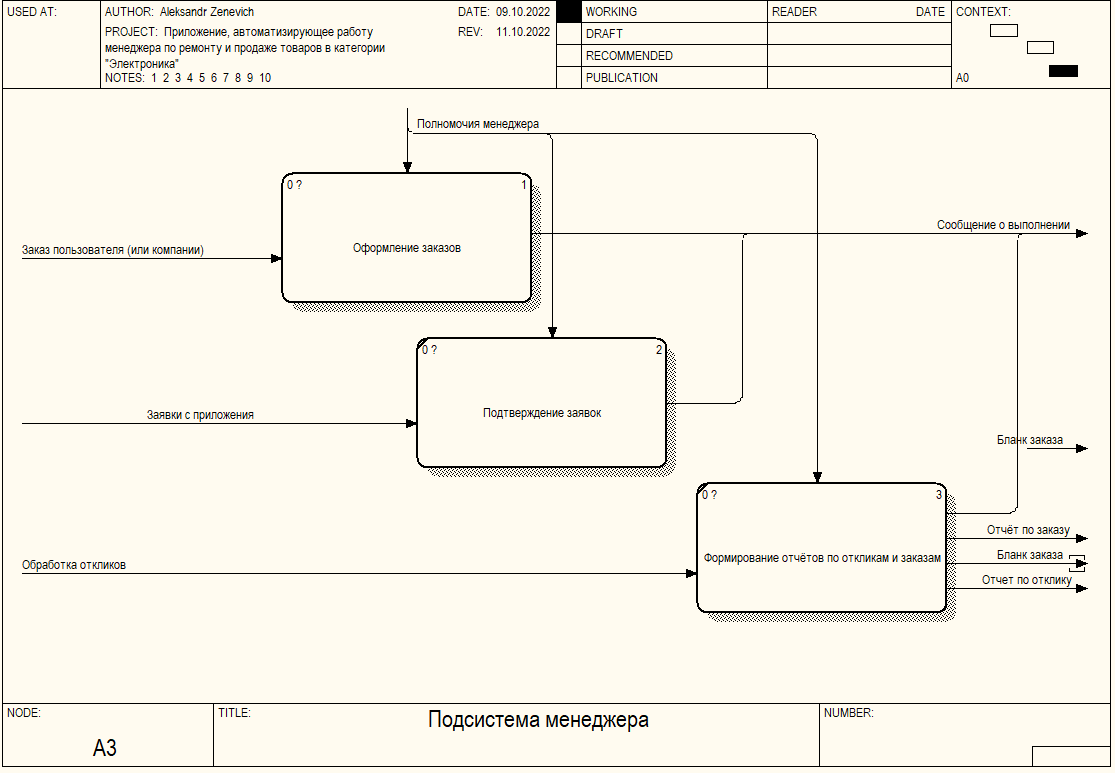 USED AT:
AUTHOR: Aleksandr Zenevich
DATE: 09.10.2022
PROJECT: Приложение, автоматизирующее работу
менеджера по ремонту и продаже товаров в категории
"Электроника"
REV: 11.10.2022
NOTES: 1 2 3 4 5 6 7 8 9 10
WORKING
DRAFT
RECOMMENDED
PUBLICATION
READER
DATE
CONTEXT:
A0
Полномочия менеджера
0 ?
1
Оформление заказов
Заказ пользователя (или компании)
Сообщение о выполнении
0 ?
2
Подтверждение заявок
Заявки с приложения
Бланк заказа
0 ?
3
Формирование отчётов по откликам и заказам
Обработка откликов
Отчёт по заказу
Бланк заказа
Отчет по отклику
NODE:
A3
TITLE:
Подсистема менеджера
NUMBER: